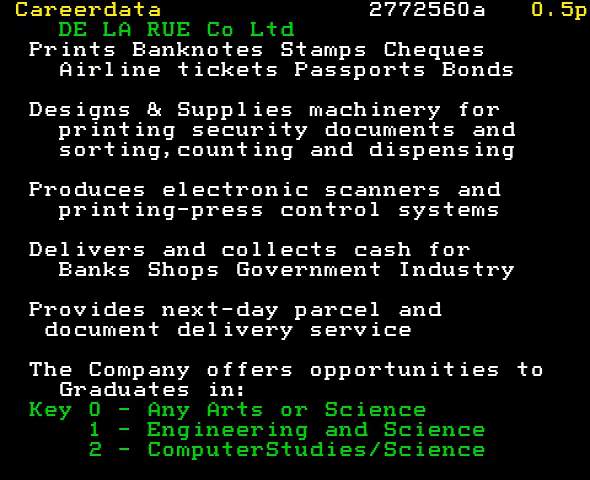 Careerdata 2772560a 0.5p
DE LA RUE Co Ltd
Prints Banknotes Stamps Cheques
Airline tickets Passports Bonds
Designs & Supplies machinery for
printing security documents and
sorting,counting and dispensing
Produces electronic scanners and
printing-press control systems
Delivers and collects cash for
Banks Shops Government Industry
Provides next-day parcel and
document delivery service
The Company offers opportunities to
Graduates in:
Key 0 - Any Arts or Science
1 - Engineering and Science
2 - ComputerStudies/Science